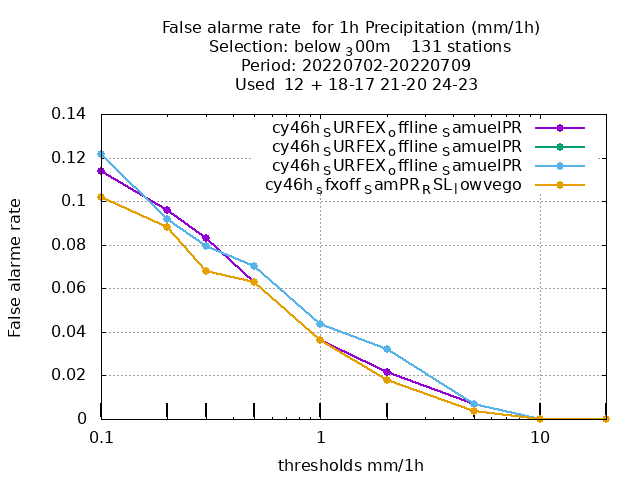 False alarme rate  for 1h Precipitation (mm/1h)
Selection: below ₃00m    131 stations
Period: 20220702-20220709
Used  12 + 18-17 21-20 24-23
cy46h_SURFEX_offline_SamuelPR
cy46h_SURFEX_offline_SamuelPR
cy46h_SURFEX_offline_SamuelPR
cy46h_sfxoff_SamPR_RSL_lowvego
0.14
0.12
0.1
0.08
0.06
0.04
0.02
0
False alarme rate
0.1
1
10
thresholds mm/1h